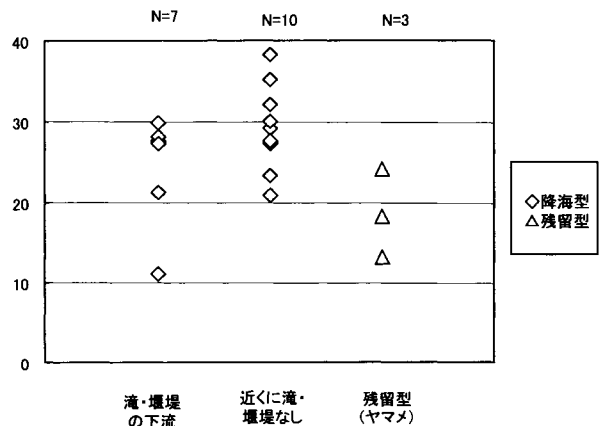 N=7 N=10 N=3
40
30
20
10
0
◇降海型
△残留型
滝・堰堤
の下流
近くに滝・
堰堤なし
残留型
(ヤマメ)